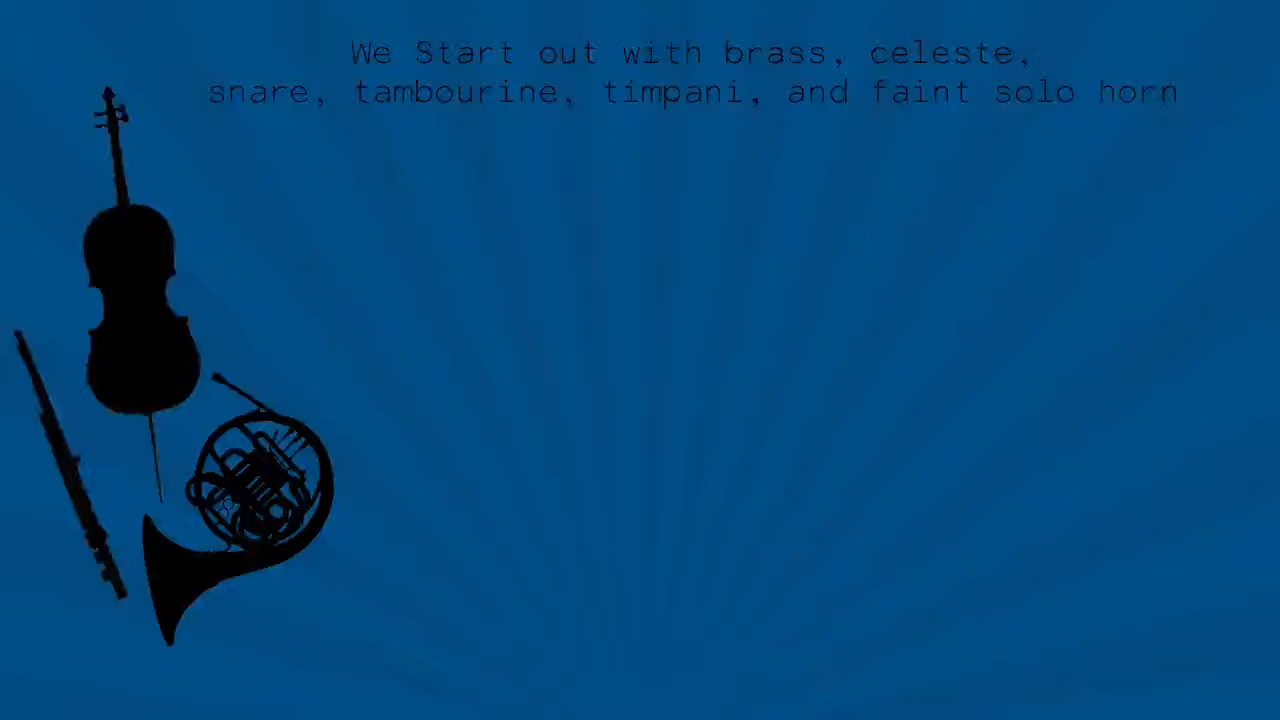 We Start out with brass, celeste,
snare, tambourine, timpani, and faint solo horn